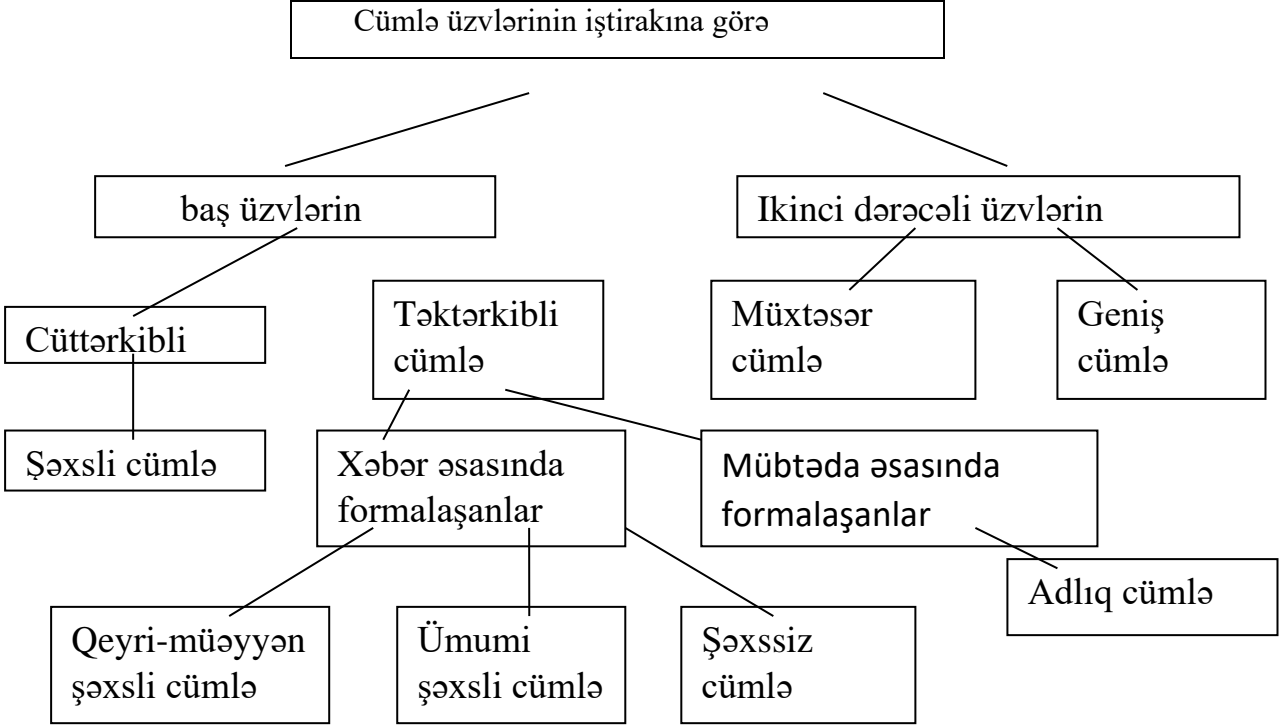 Cümlə üzvlərinin iştirakına görə
baş üzvlərin
Ikinci dərəcəli üzvlərin
Cüttərkibli
Təktərkibli
cümlə
Müxtəsər
cümlə
Geniş
cümlə
Şəxsli cümlə
Xəbər əsasında
formalaşanlar
Mübtəda əsasında
formalaşanlar
Adlıq cümlə
Qeyri-müəyyən
şəxsli cümlə
Ümumi
şəxsli cümlə
Şəxssiz
cümlə